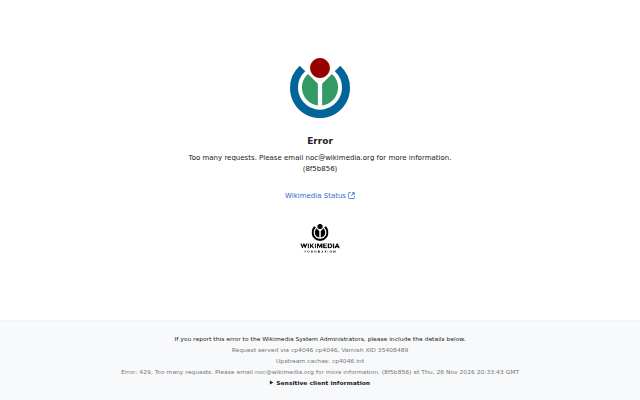 Error
Too many requests. Please email noc@wikimedia.org for more information.
(8f5b856)
Wikimedia Status
WIKIMEDIA
FOUNDATION
If you report this error to the Wikimedia System Administrators, please include the details below.
Request served via cp4046 cp4046, Varnish XID 35408489
Upstream caches: cp4046 int
Error: 429, Too many requests. Please email noc@wikimedia.org for more information. (8f5b856) at Thu, 26 Nov 2026 20:33:43 GMT
Sensitive client information